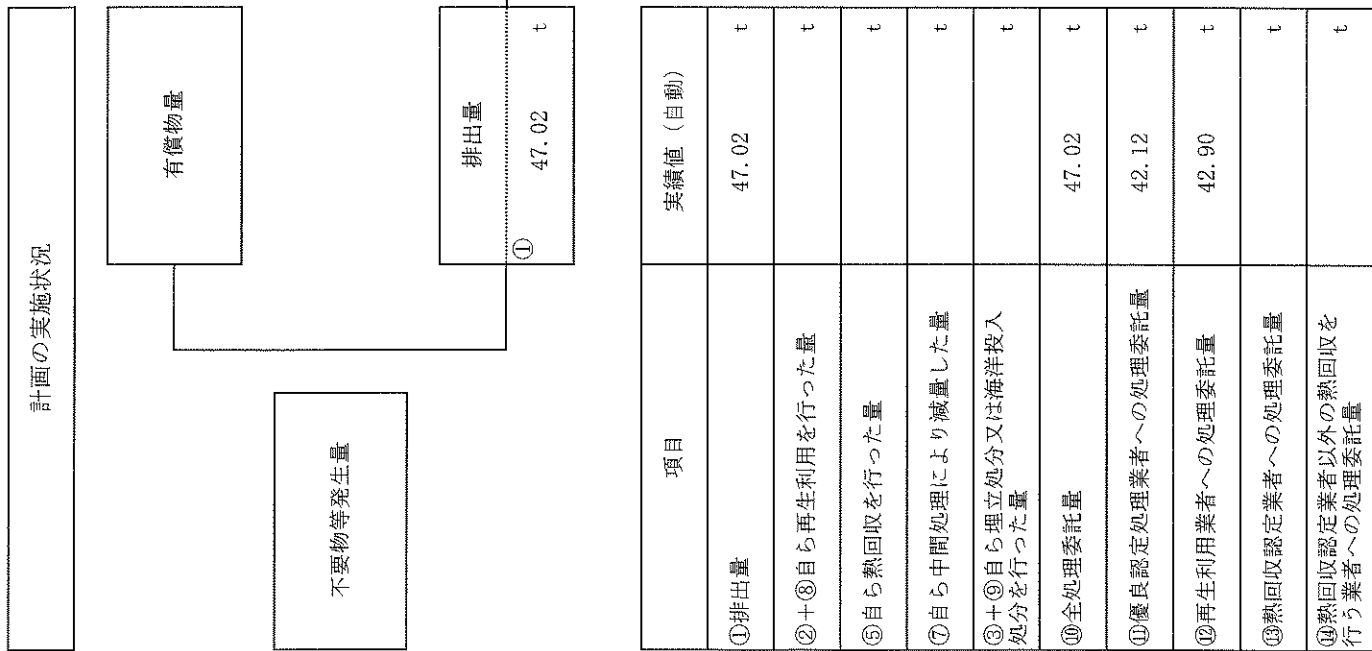 計画の実施状況
有償物量
不要物等発生量
排出量
① 47.02 t
項目 実績値（自動）
①排出量 47.02 t
②＋⑧自ら再生利用を行った量 t
⑤自ら熱回収を行った量 t
⑦自ら中間処理により減量した量 t
③＋⑨自ら埋立処分又は海洋投入
処分を行った量 t
⑩全処理委託量 47.02 t
⑪優良認定処理業者への処理委託量 42.12 t
⑫再生利用業者への処理委託量 42.90 t
⑬熱回収認定業者への処理委託量 t
⑭熱回収認定業者以外の熱回収を
行う業者への処理委託量 t